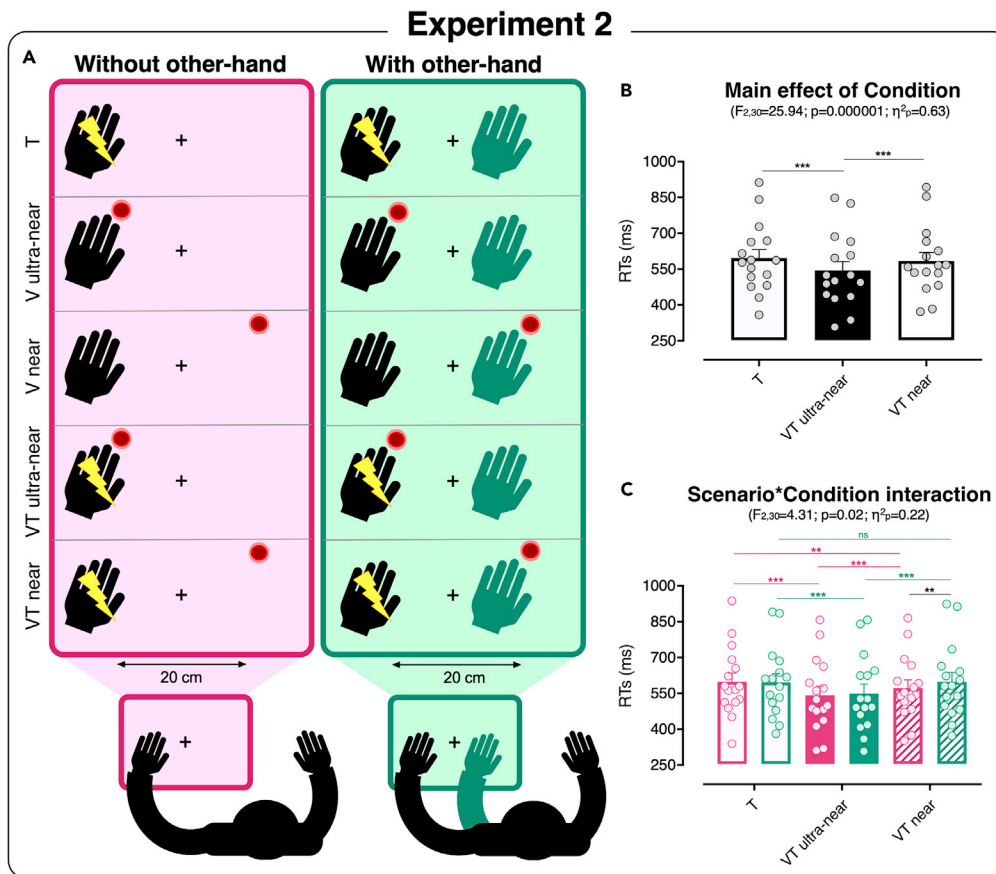 Experiment 2
A
Without other-hand
With other-hand
T
+
+
V ultra-near
+
+
V near
+
+
VT ultra-near
+
+
VT near
+
+
20 cm
20 cm
+
+
B
Main effect of Condition
(F2,30=25.94; p=0.000001; η²p=0.63)
***
***
1000
850
700
550
400
250
RTs (ms)
T
VT ultra-near
VT near
C
Scenario*Condition interaction
(F2,30=4.31; p=0.02; η²p=0.22)
ns
**
***
***
***
***
**
1000
850
700
550
400
250
RTs (ms)
T
VT ultra-near
VT near